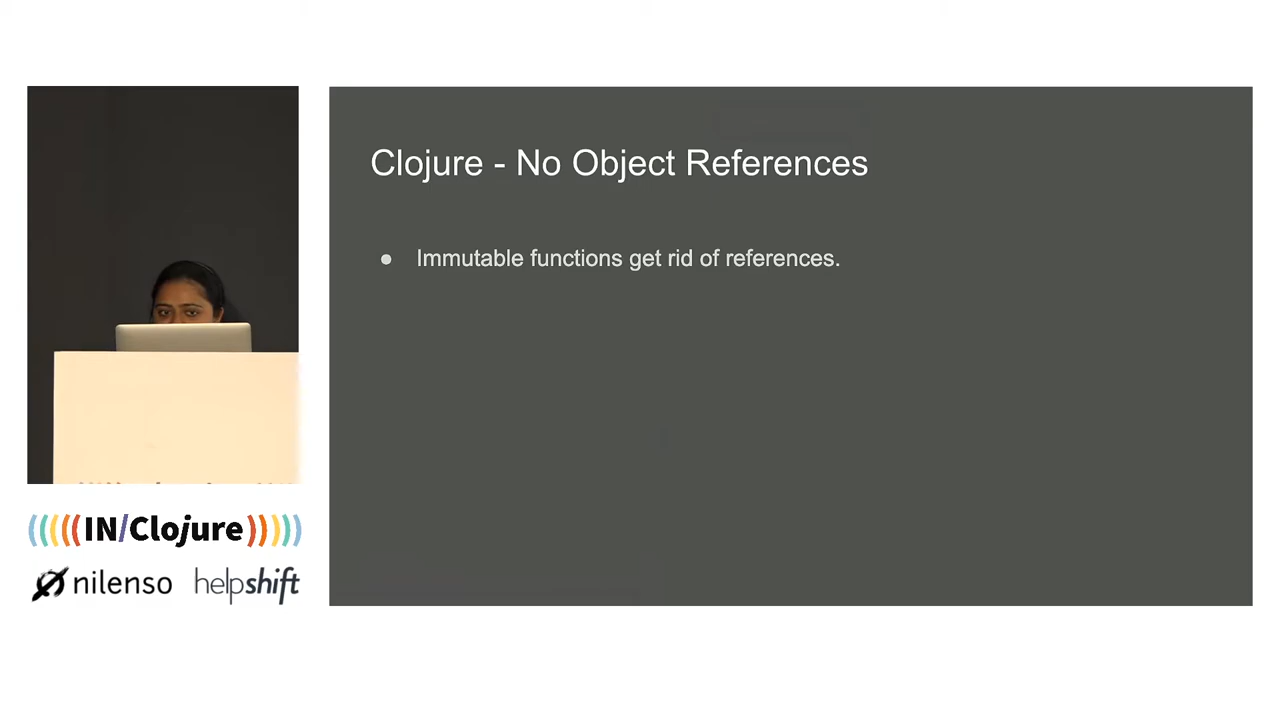 Clojure - No Object References
● Immutable functions get rid of references.
(((((IN/Clojure)))))
nilenso helpshift